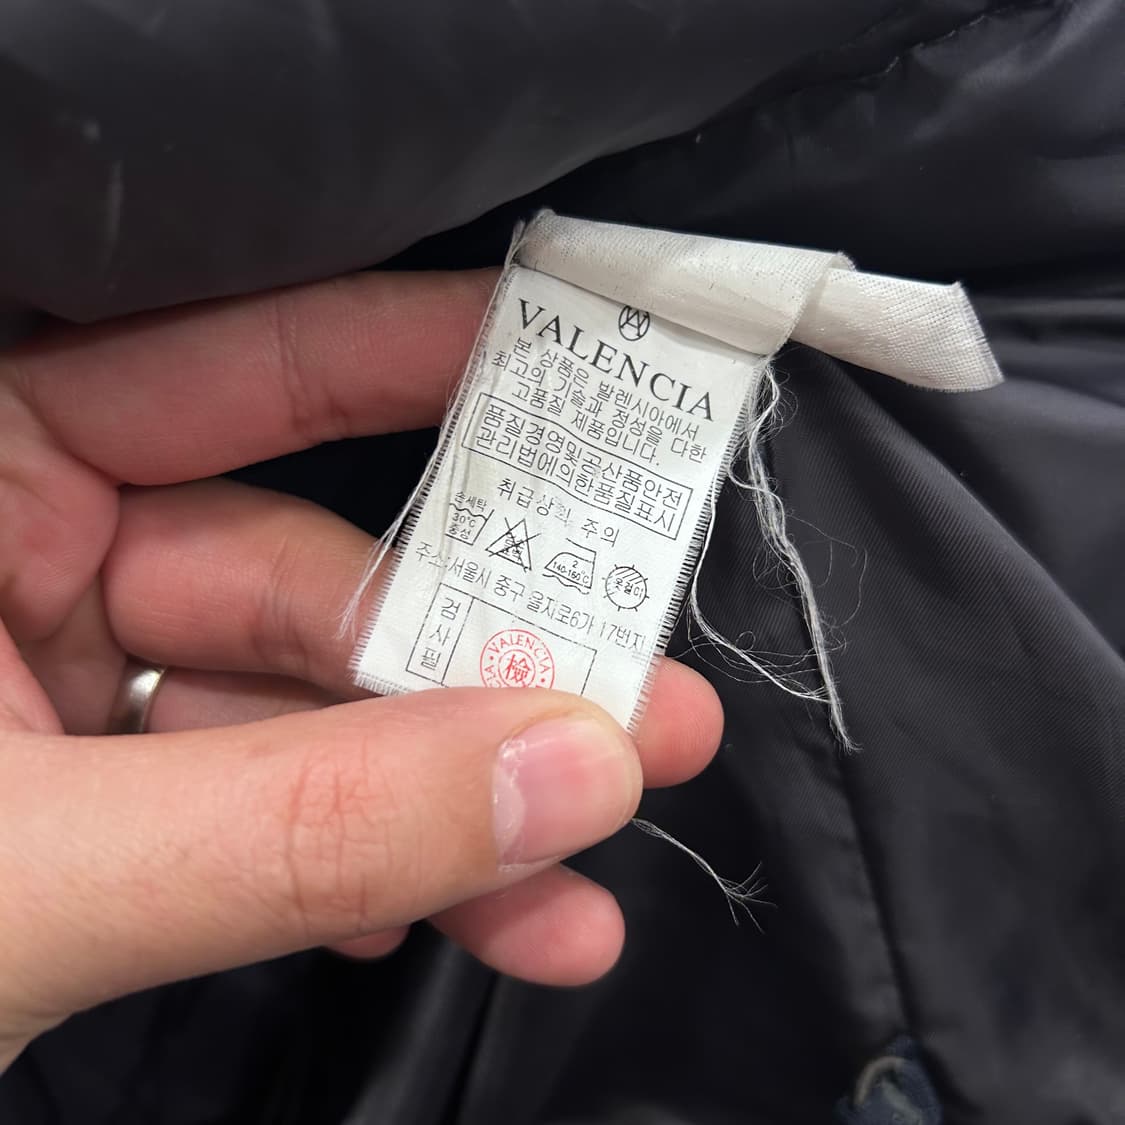 VALENCIA
본 상품은 발렌시아에서
최고의 기술과 정성을 다한
고품질 제품입니다.
품질경영및공산품안전
관리법에의한품질표시
취급상의 주의
손세탁
30℃
중성
2
140-160℃
옷걸이
주소:서울시 중구 을지로6가 17번지
검사필
VALENCIA
檢